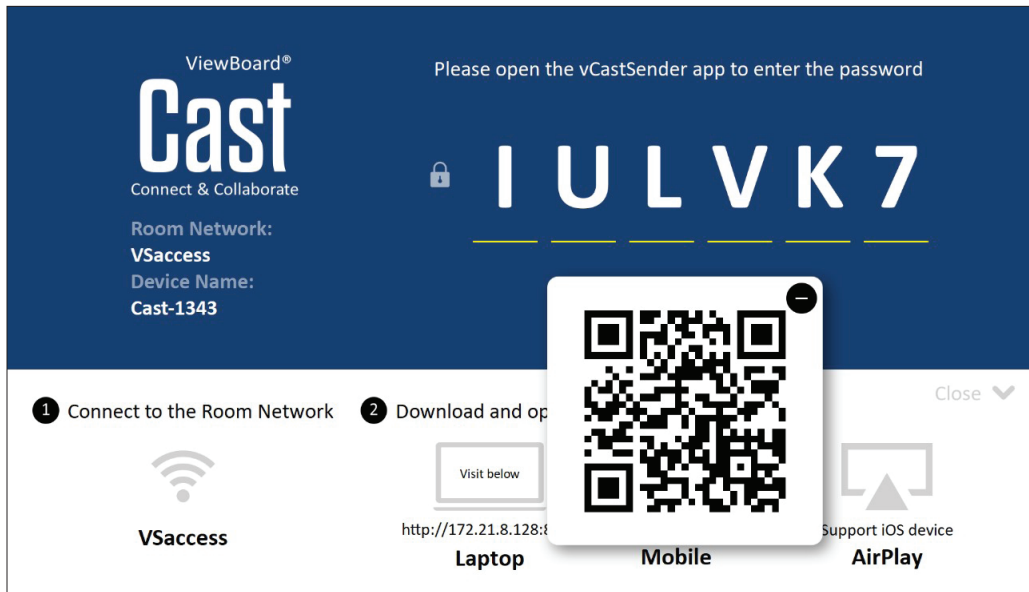 ViewBoard®
Cast
Connect & Collaborate
Room Network:
VSaccess
Device Name:
Cast-1343
Please open the vCastSender app to enter the password
I U L V K 7
1 Connect to the Room Network
VSaccess
2 Download and op
Visit below
http://172.21.8.128:8
Laptop
Mobile
Close
Support iOS device
AirPlay